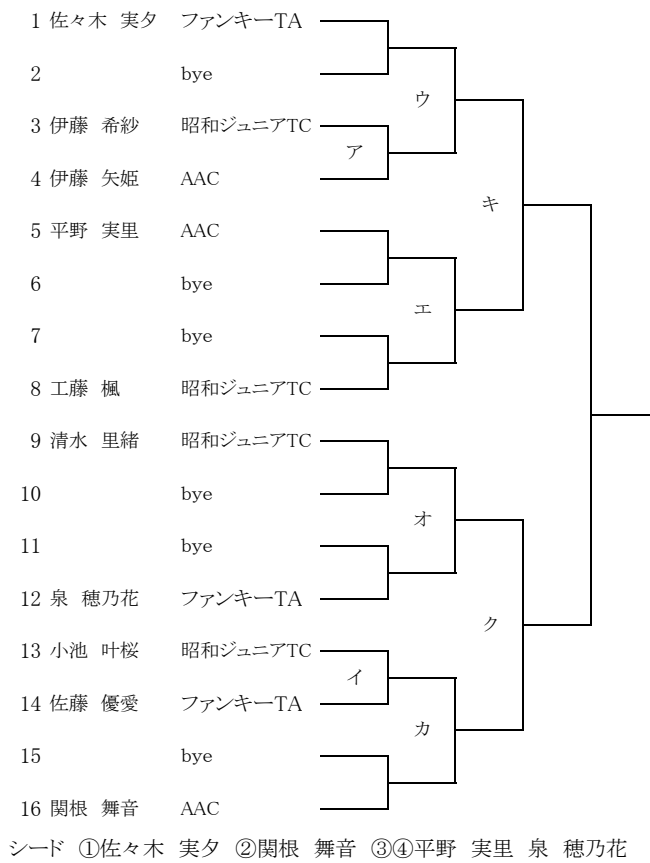 1 佐々木 実夕 ファンキーTA
2 bye
ウ
3 伊藤 希紗 昭和ジュニアTC
ア
4 伊藤 矢姫 AAC
キ
5 平野 実里 AAC
6 bye
エ
7 bye
8 工藤 楓 昭和ジュニアTC
9 清水 里緒 昭和ジュニアTC
10 bye
オ
11 bye
12 泉 穂乃花 ファンキーTA
ク
13 小池 叶桜 昭和ジュニアTC
イ
14 佐藤 優愛 ファンキーTA
カ
15 bye
16 関根 舞音 AAC
シード ①佐々木 実夕 ②関根 舞音 ③④平野 実里 泉 穂乃花